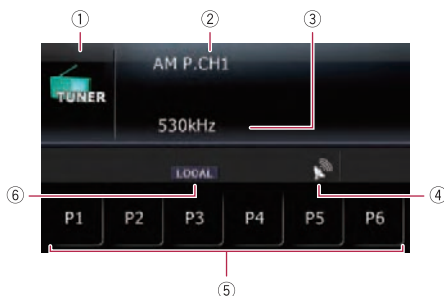 ① ② ③
AM P.CH1
TUNER
530kHz
LOCAL
⑥ ④
P1 P2 P3 P4 P5 P6
⑤